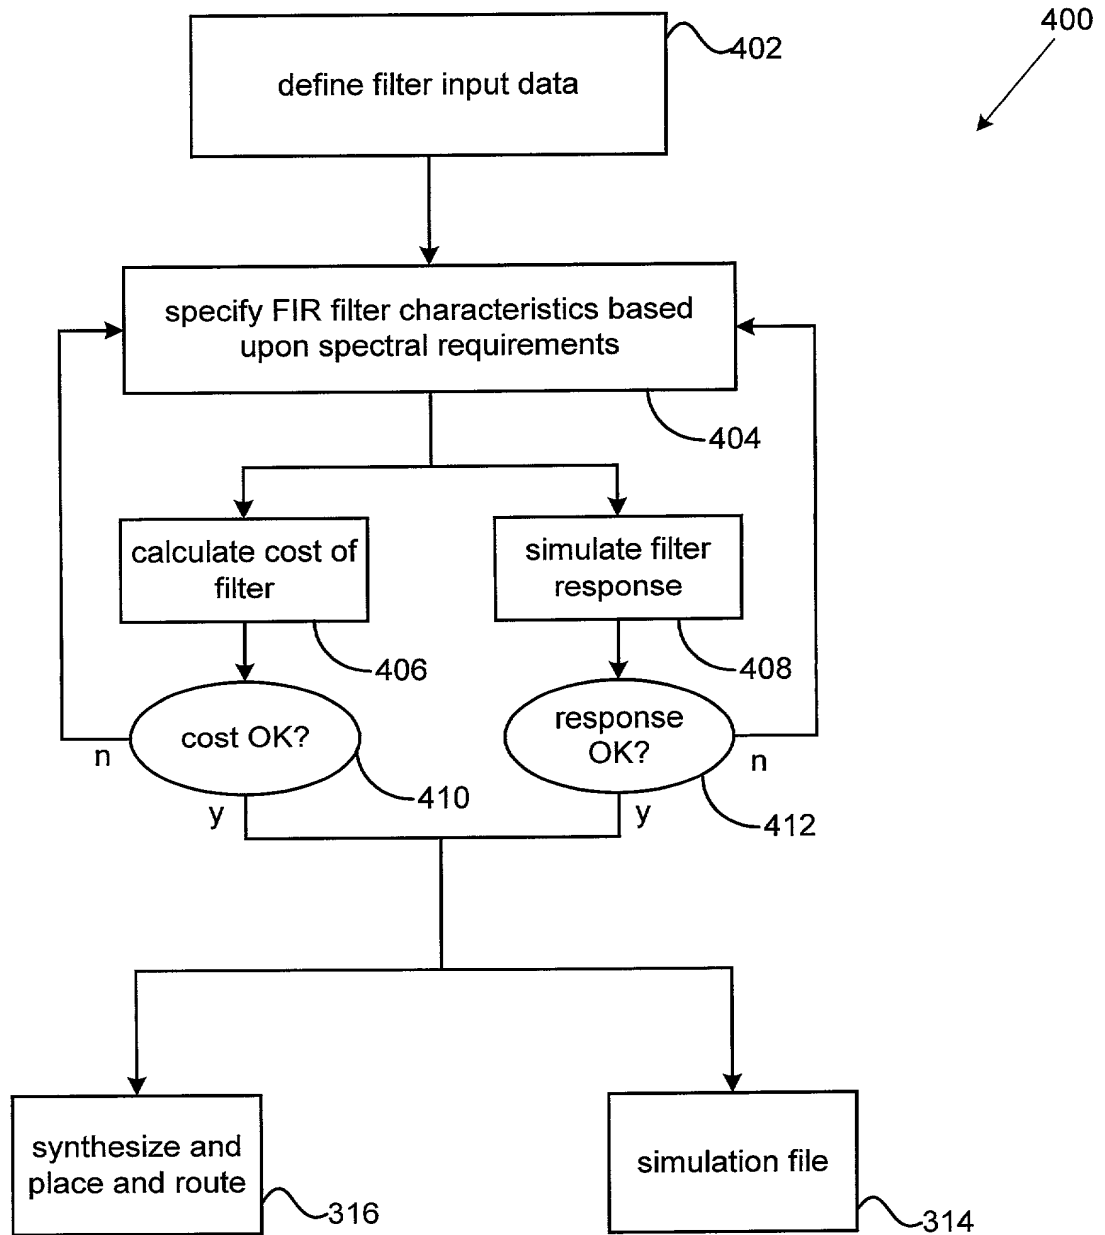 400
402
define filter input data
specify FIR filter characteristics based
upon spectral requirements
404
calculate cost of
filter
simulate filter
response
406
408
cost OK?
response
OK?
n
n
410
y
y
412
synthesize and
place and route
simulation file
316
314